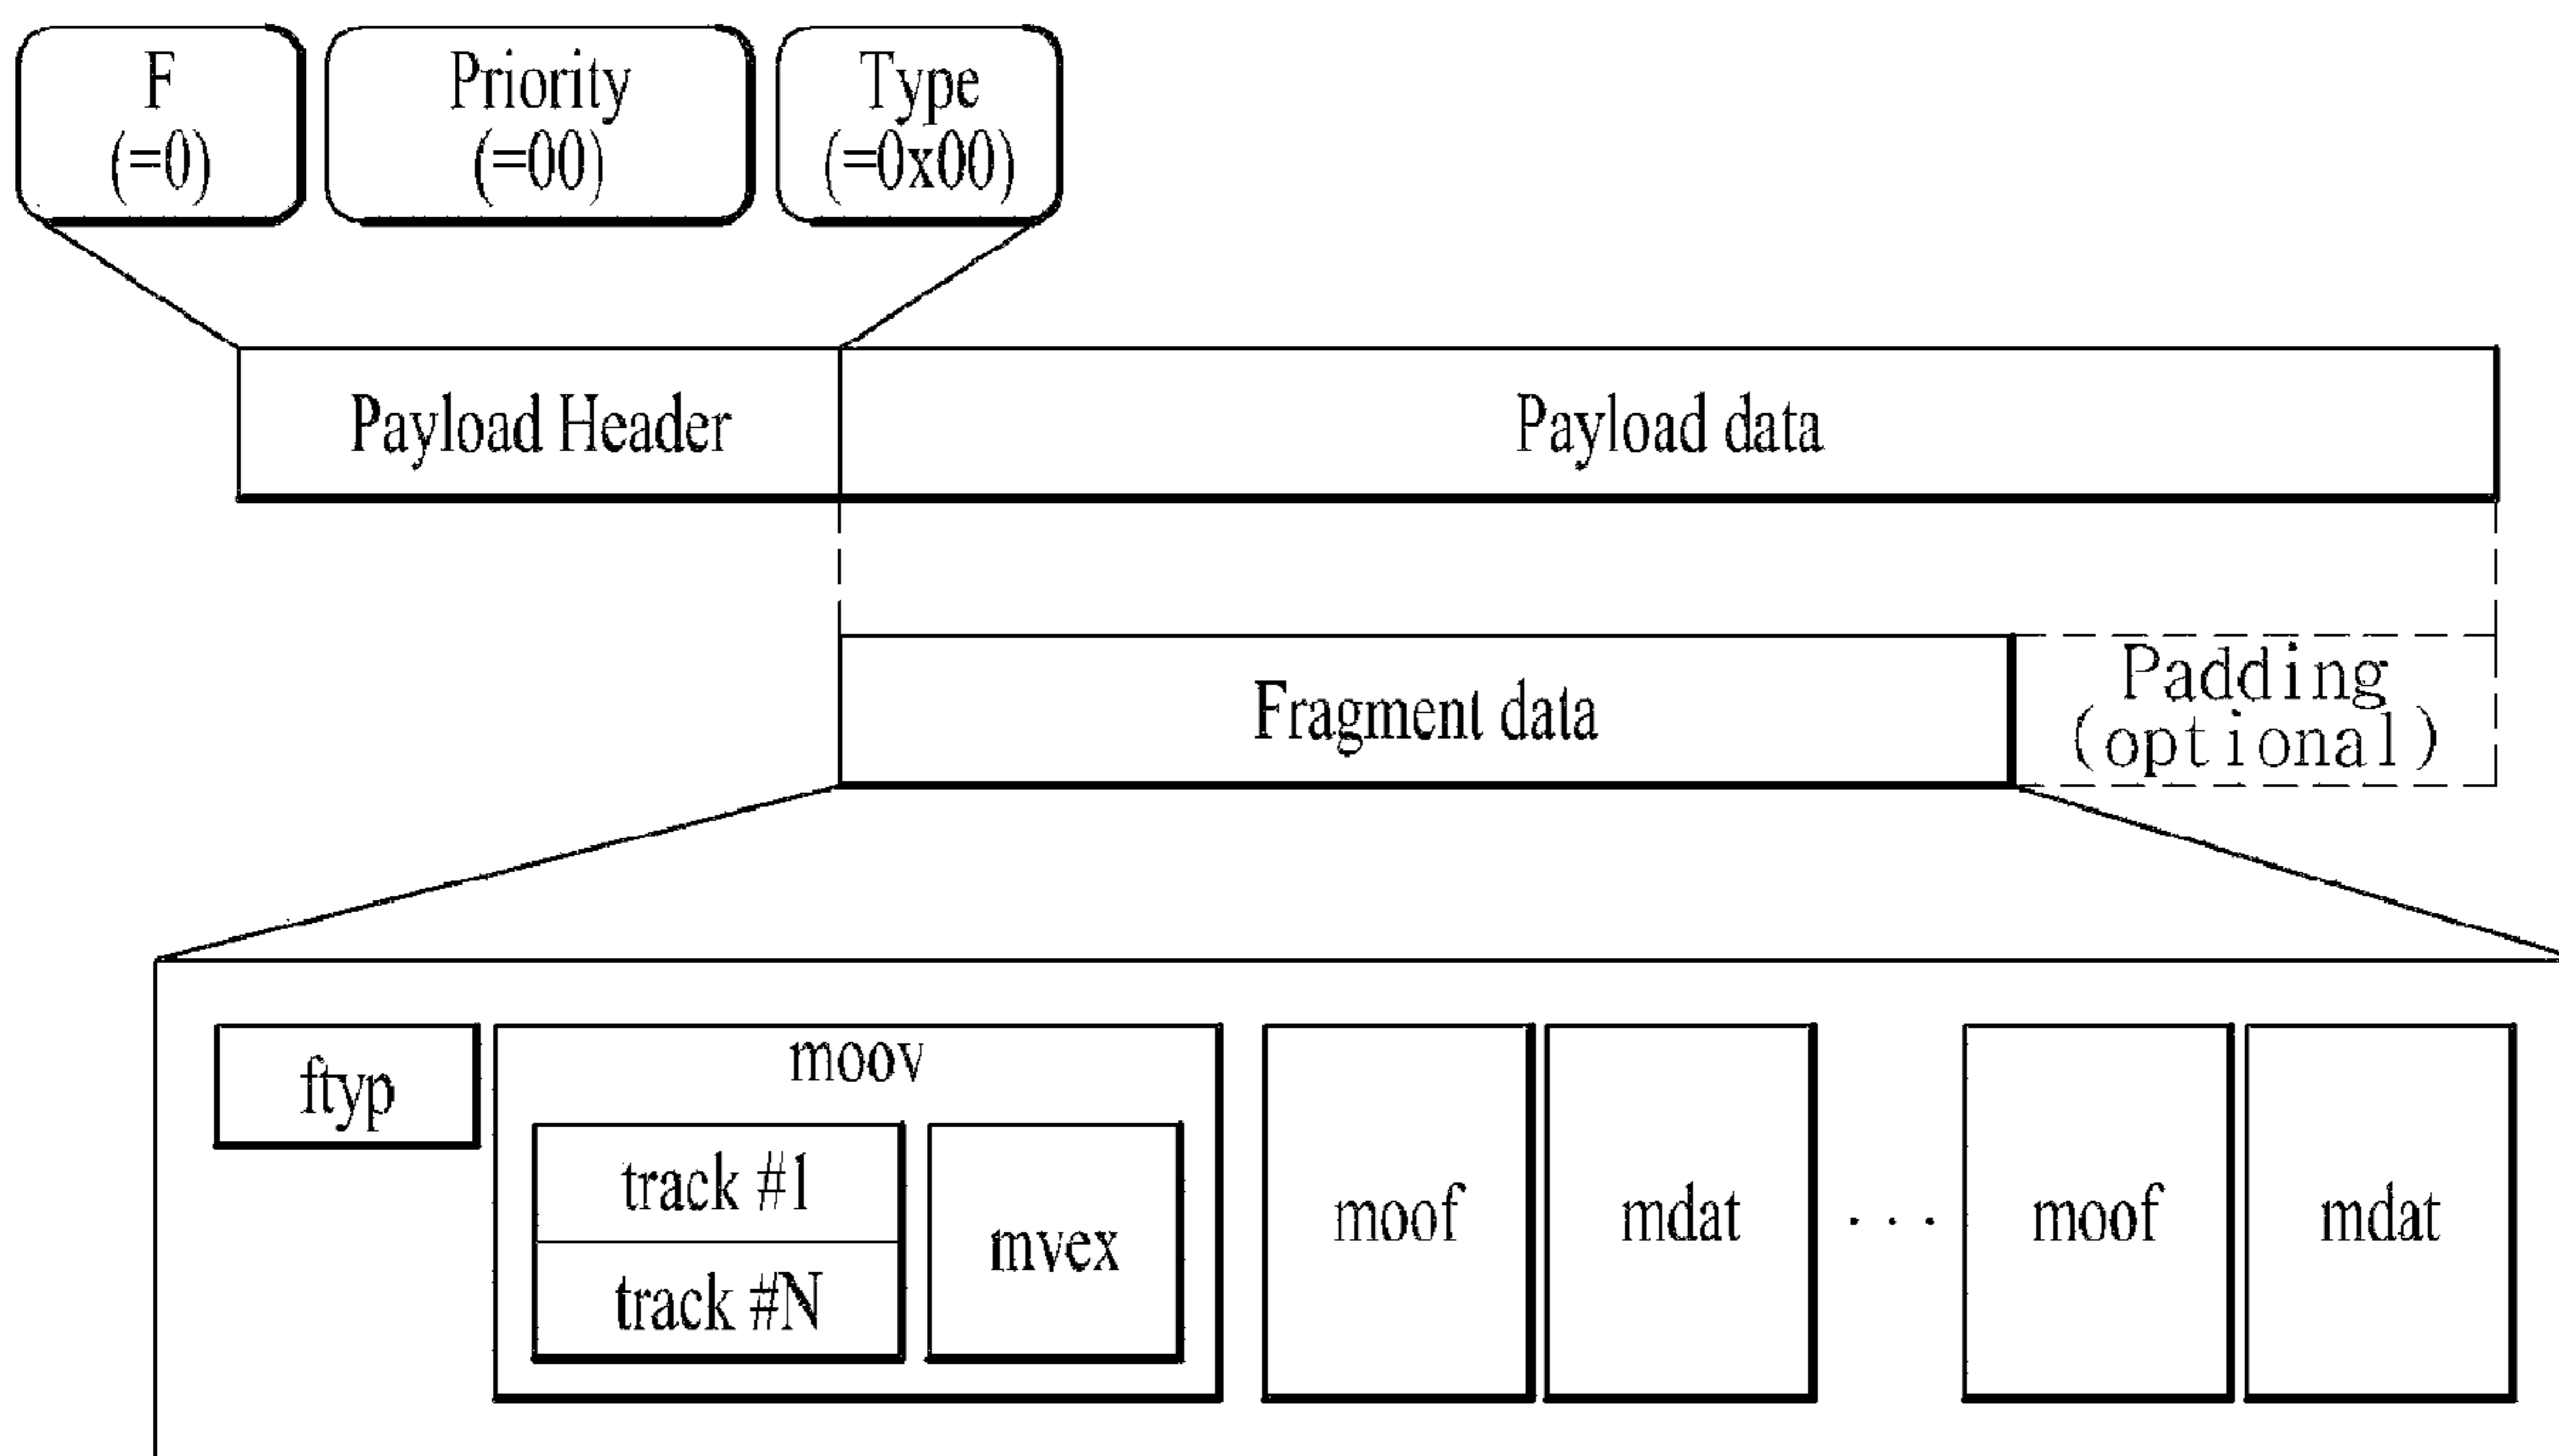 F
(=0)
Priority
(=00)
Type
(=0x00)
Payload Header
Payload data
Fragment data
Padding
(optional)
ftyp
moov
track #1
track #N
mvex
moof
mdat
. . .
moof
mdat